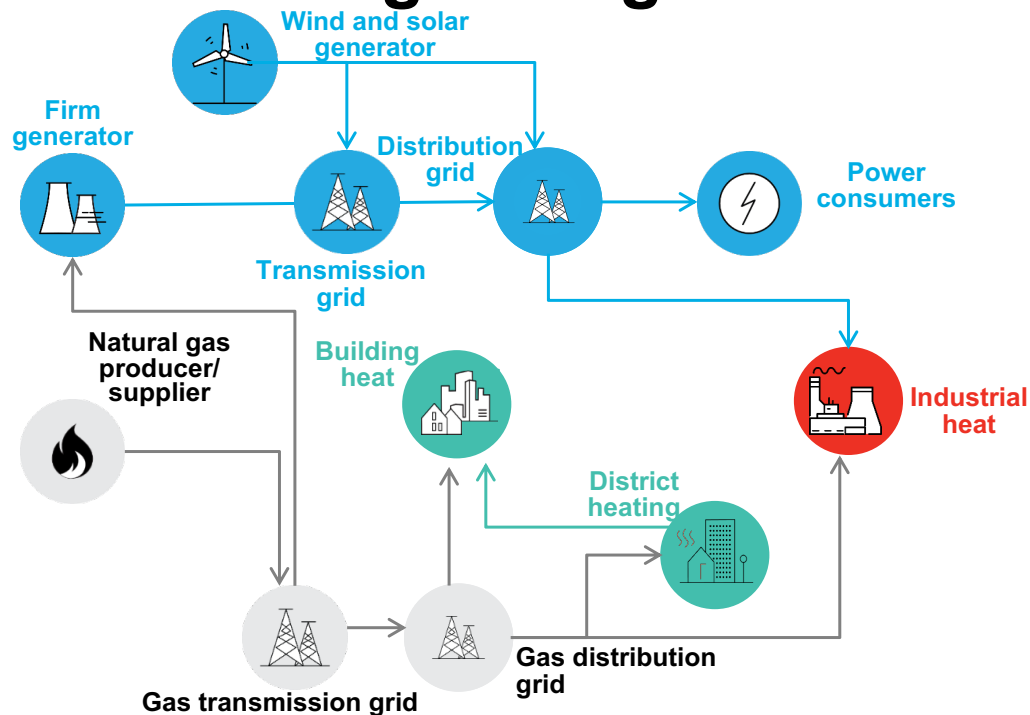 Wind and solar
generator
Firm
generator
Distribution
grid
Power
consumers
Transmission
grid
Natural gas
producer/
supplier
Building
heat
Industrial
heat
District
heating
Gas distribution
grid
Gas transmission grid